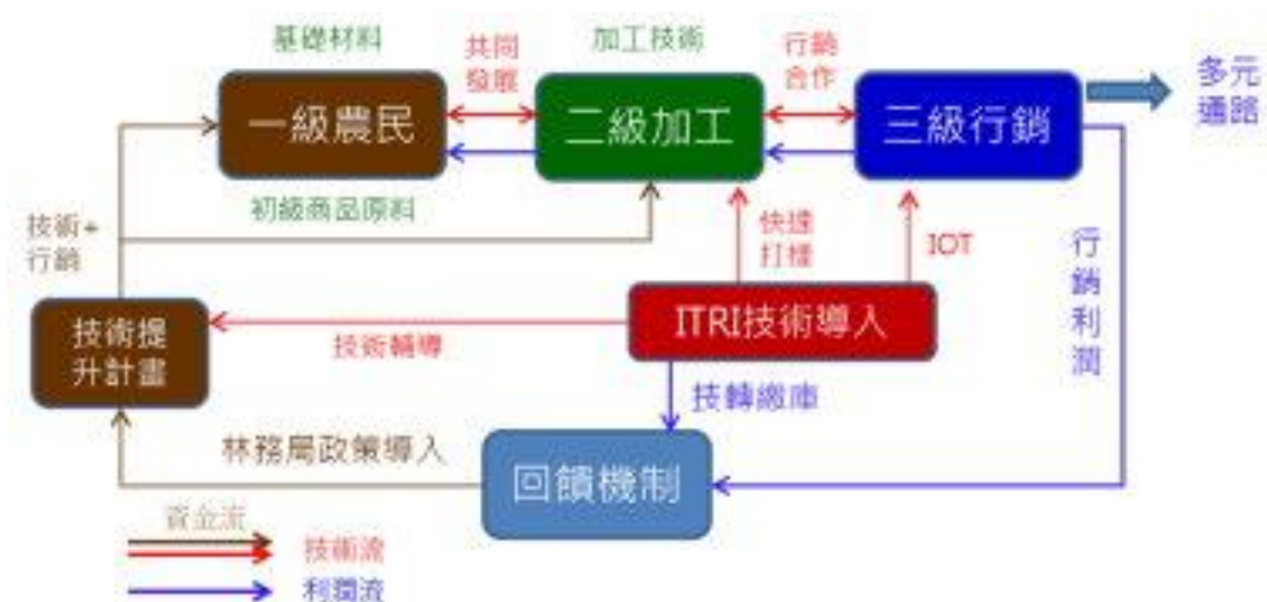 基礎材料
共同
發展
加工技術
行銷
合作
多元
通路
一級農民
二級加工
三級行銷
初級商品原料
技術+
行銷
快速
打樣
IOT
行銷利潤
技術提
升計畫
ITRI技術導入
技術輔導
技轉繳庫
林務局政策導入
回饋機制
資金流
技術流
利潤流